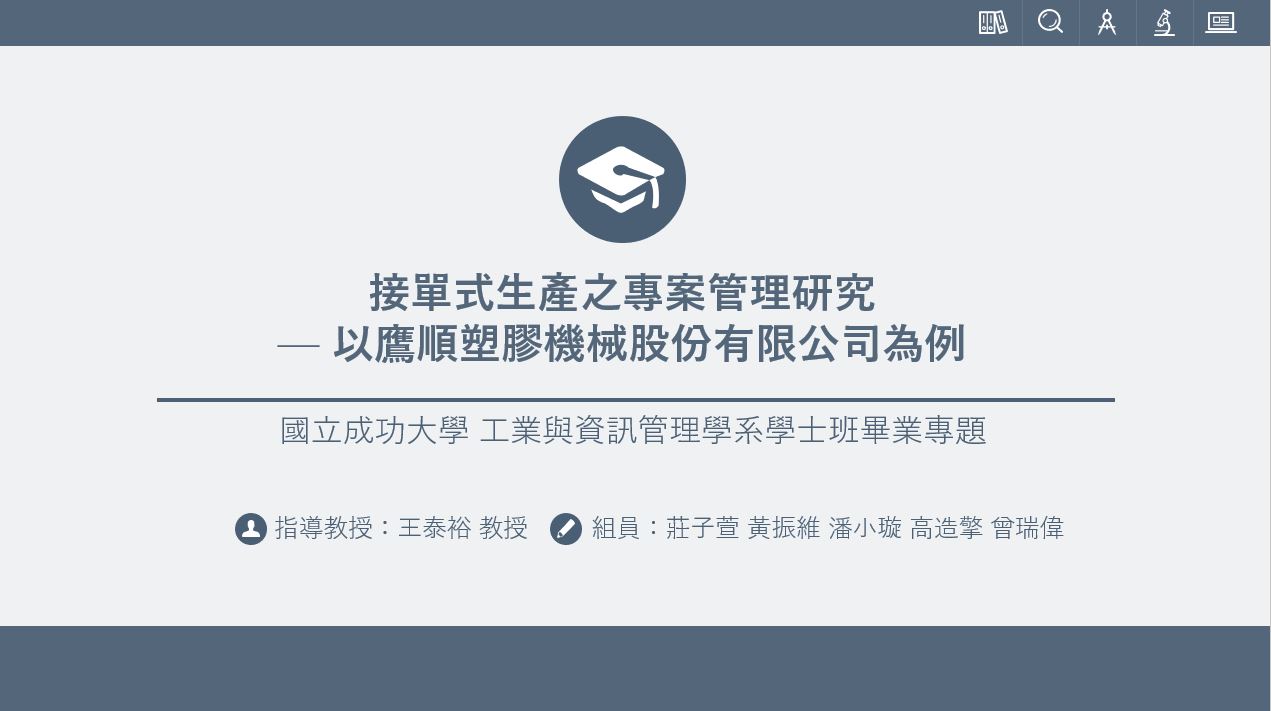 接單式生產之專案管理研究
— 以鷹順塑膠機械股份有限公司為例
國立成功大學 工業與資訊管理學系學士班畢業專題
指導教授：王泰裕 教授 組員：莊子萱 黃振維 潘小璇 高造擎 曾瑞偉